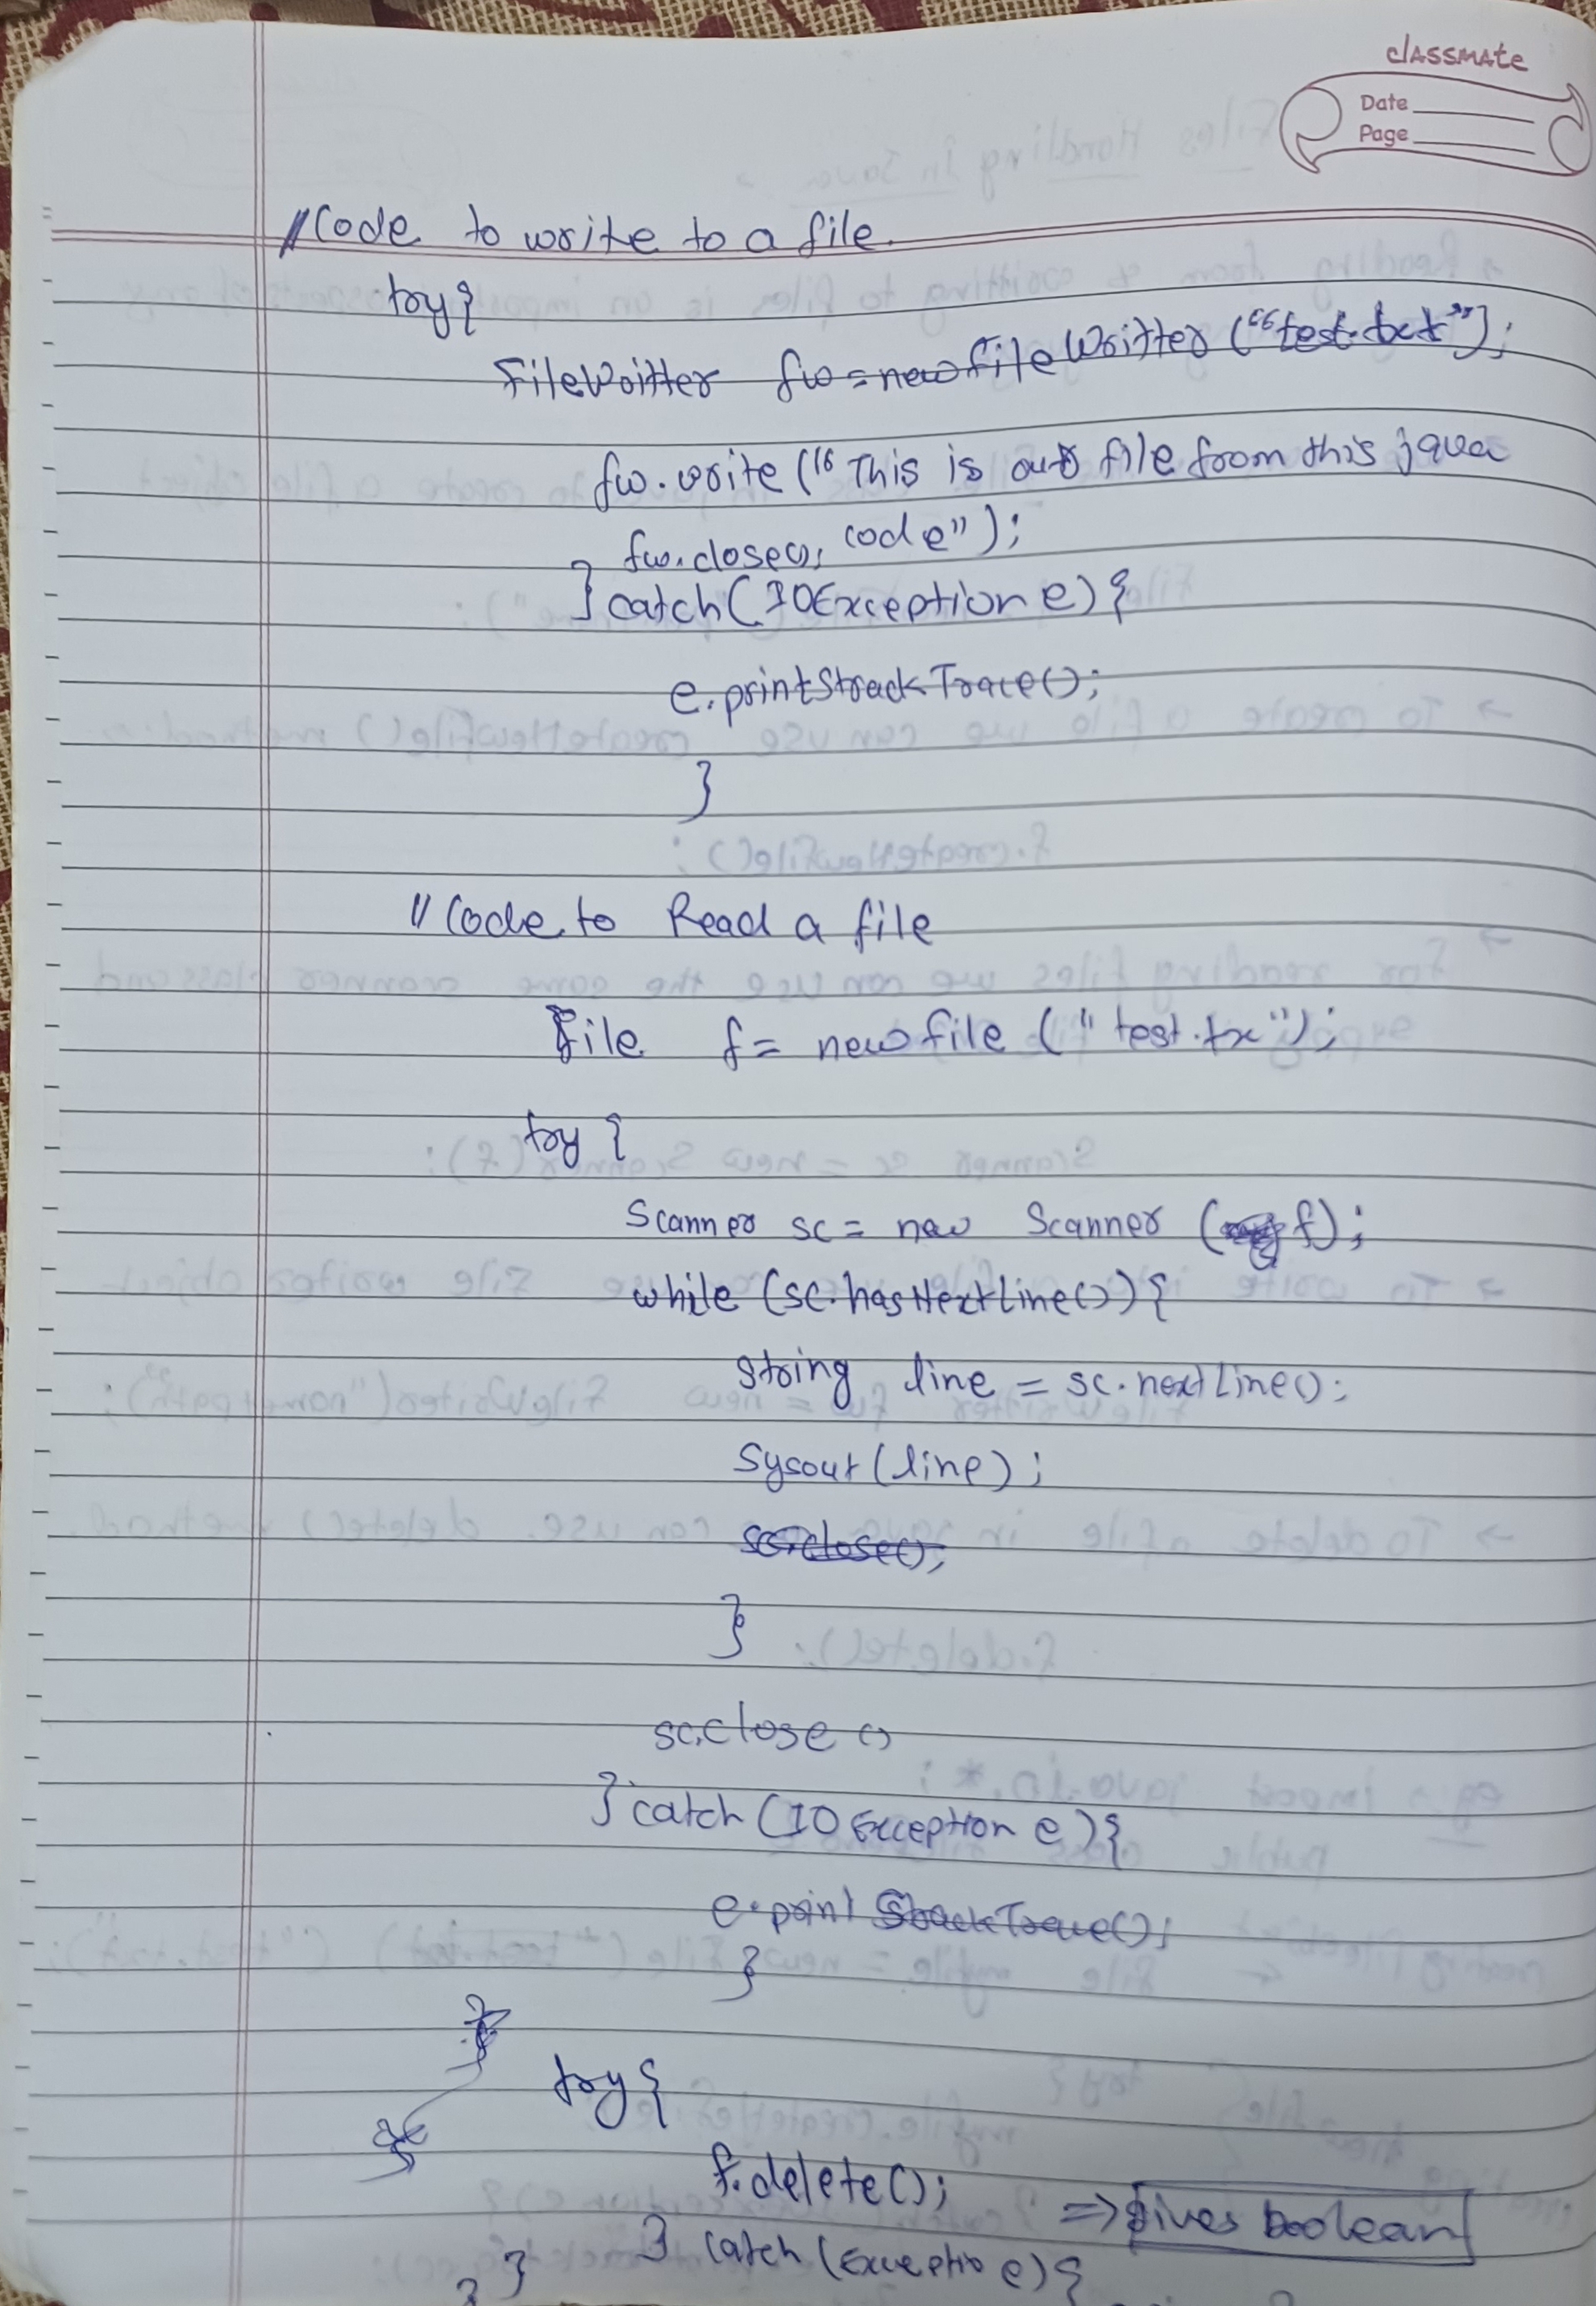 classmate
Date
Page
//Code to write to a file.
try{
FileWritter fw = new fileWritter ("test.txt");
fw.write ("This is our file from this java
code");
fw.close();
} catch(IOException e){
e.printStrackTrace();
}
// Code to Read a file
File f = new file ("test.tx");
try {
Scanner sc = new Scanner (f);
while (sc.hasNextLine()){
String line = sc.nextLine();
Sysout(line);
sc.close();
}
sc.close ()
} catch (IO Exception e){
e.print StackTrace();
}
try{
f.delete(); => gives boolean
} catch (Exceptio e){
}